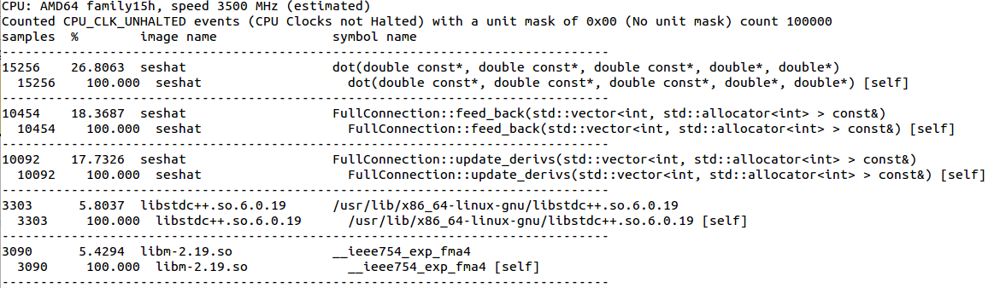 CPU: AMD64 family15h, speed 3500 MHz (estimated)
Counted CPU_CLK_UNHALTED events (CPU Clocks not Halted) with a unit mask of 0x00 (No unit mask) count 100000
samples  %        image name               symbol name
-------------------------------------------------------------------------------
15256    26.8063  seshat                   dot(double const*, double const*, double const*, double*, double*)
  15256    100.000  seshat                   dot(double const*, double const*, double const*, double*, double*) [self]
-------------------------------------------------------------------------------
10454    18.3687  seshat                   FullConnection::feed_back(std::vector<int, std::allocator<int> > const&)
  10454    100.000  seshat                   FullConnection::feed_back(std::vector<int, std::allocator<int> > const&) [self]
-------------------------------------------------------------------------------
10092    17.7326  seshat                   FullConnection::update_derivs(std::vector<int, std::allocator<int> > const&)
  10092    100.000  seshat                   FullConnection::update_derivs(std::vector<int, std::allocator<int> > const&) [self]
-------------------------------------------------------------------------------
3303      5.8037  libstdc++.so.6.0.19      /usr/lib/x86_64-linux-gnu/libstdc++.so.6.0.19
  3303     100.000  libstdc++.so.6.0.19      /usr/lib/x86_64-linux-gnu/libstdc++.so.6.0.19 [self]
-------------------------------------------------------------------------------
3090      5.4294  libm-2.19.so             __ieee754_exp_fma4
  3090     100.000  libm-2.19.so             __ieee754_exp_fma4 [self]
-------------------------------------------------------------------------------